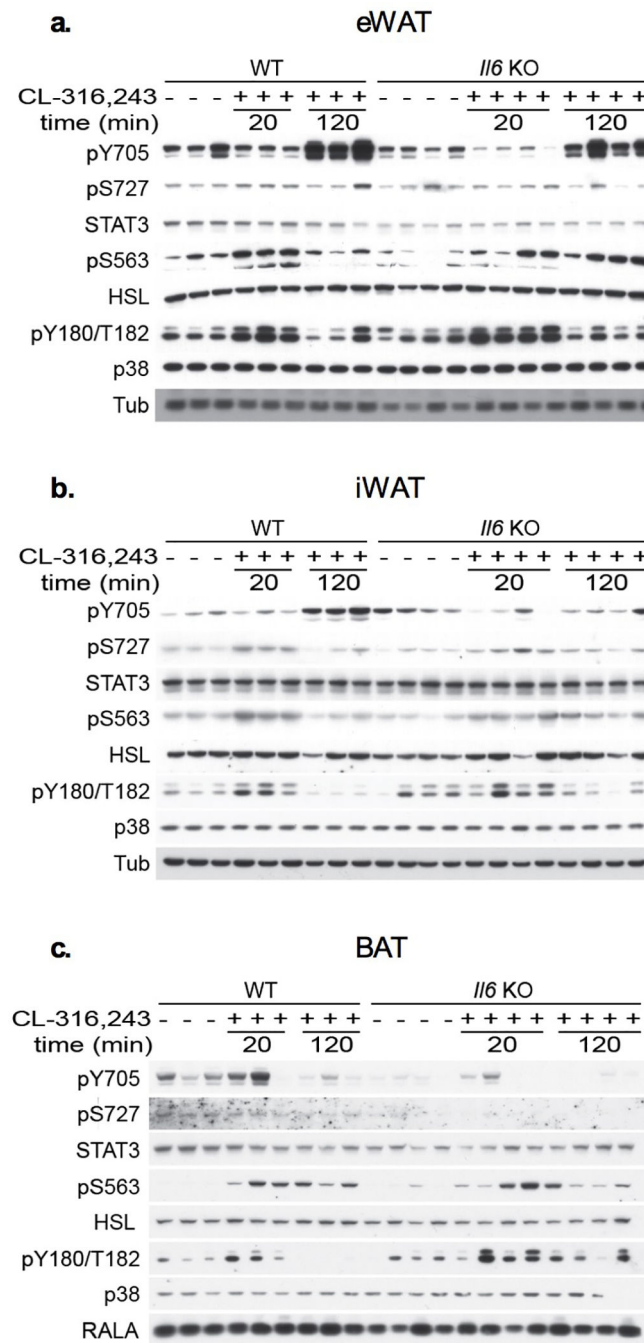 a. eWAT
WT Il6 KO
CL-316,243 - - - + + + + + + - - - - + + + + + + + +
time (min) 20 120 20 120
pY705
pS727
STAT3
pS563
HSL
pY180/T182
p38
Tub
b. iWAT
WT Il6 KO
CL-316,243 - - - + + + + + + - - - - + + + + + + + +
time (min) 20 120 20 120
pY705
pS727
STAT3
pS563
HSL
pY180/T182
p38
Tub
c. BAT
WT Il6 KO
CL-316,243 - - - + + + + + + - - - - + + + + + + + +
time (min) 20 120 20 120
pY705
pS727
STAT3
pS563
HSL
pY180/T182
p38
RALA